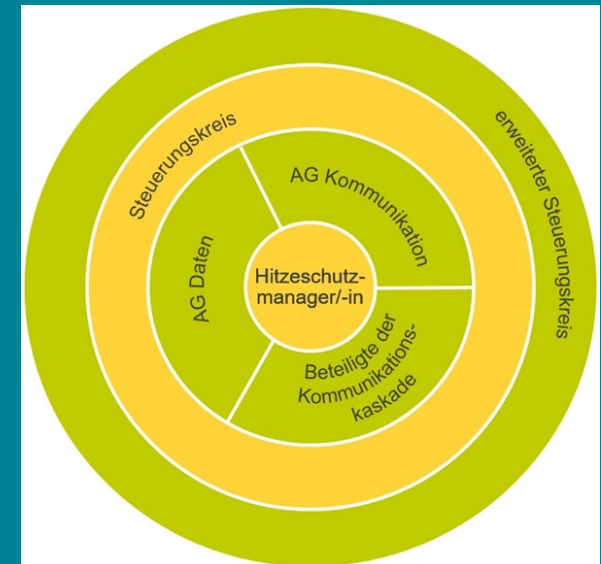 erweiterter Steuerungskreis
Steuerungskreis
AG Kommunikation
AG Daten
Hitzeschutz-
manager/-in
Beteiligte der
Kommunikations-
kaskade